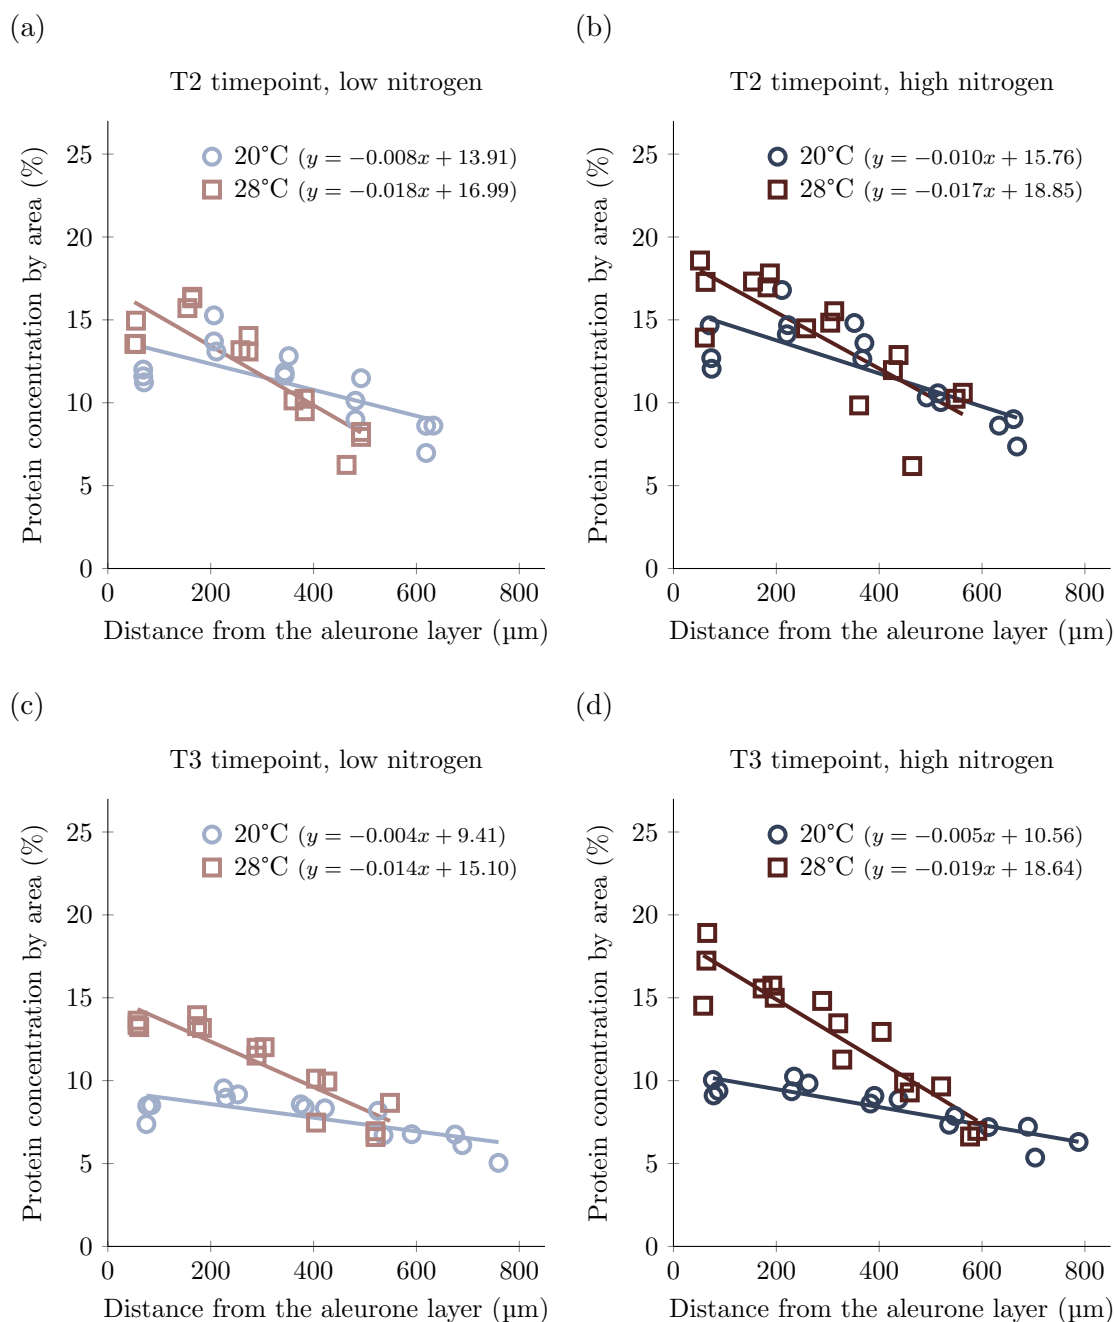 (a)
T2 timepoint, low nitrogen
20°C (y = −0.008x + 13.91)
28°C (y = −0.018x + 16.99)
Protein concentration by area (%)
25
20
15
10
5
0
0 200 400 600 800
Distance from the aleurone layer (µm)
(b)
T2 timepoint, high nitrogen
20°C (y = −0.010x + 15.76)
28°C (y = −0.017x + 18.85)
Protein concentration by area (%)
25
20
15
10
5
0
0 200 400 600 800
Distance from the aleurone layer (µm)
(c)
T3 timepoint, low nitrogen
20°C (y = −0.004x + 9.41)
28°C (y = −0.014x + 15.10)
Protein concentration by area (%)
25
20
15
10
5
0
0 200 400 600 800
Distance from the aleurone layer (µm)
(d)
T3 timepoint, high nitrogen
20°C (y = −0.005x + 10.56)
28°C (y = −0.019x + 18.64)
Protein concentration by area (%)
25
20
15
10
5
0
0 200 400 600 800
Distance from the aleurone layer (µm)